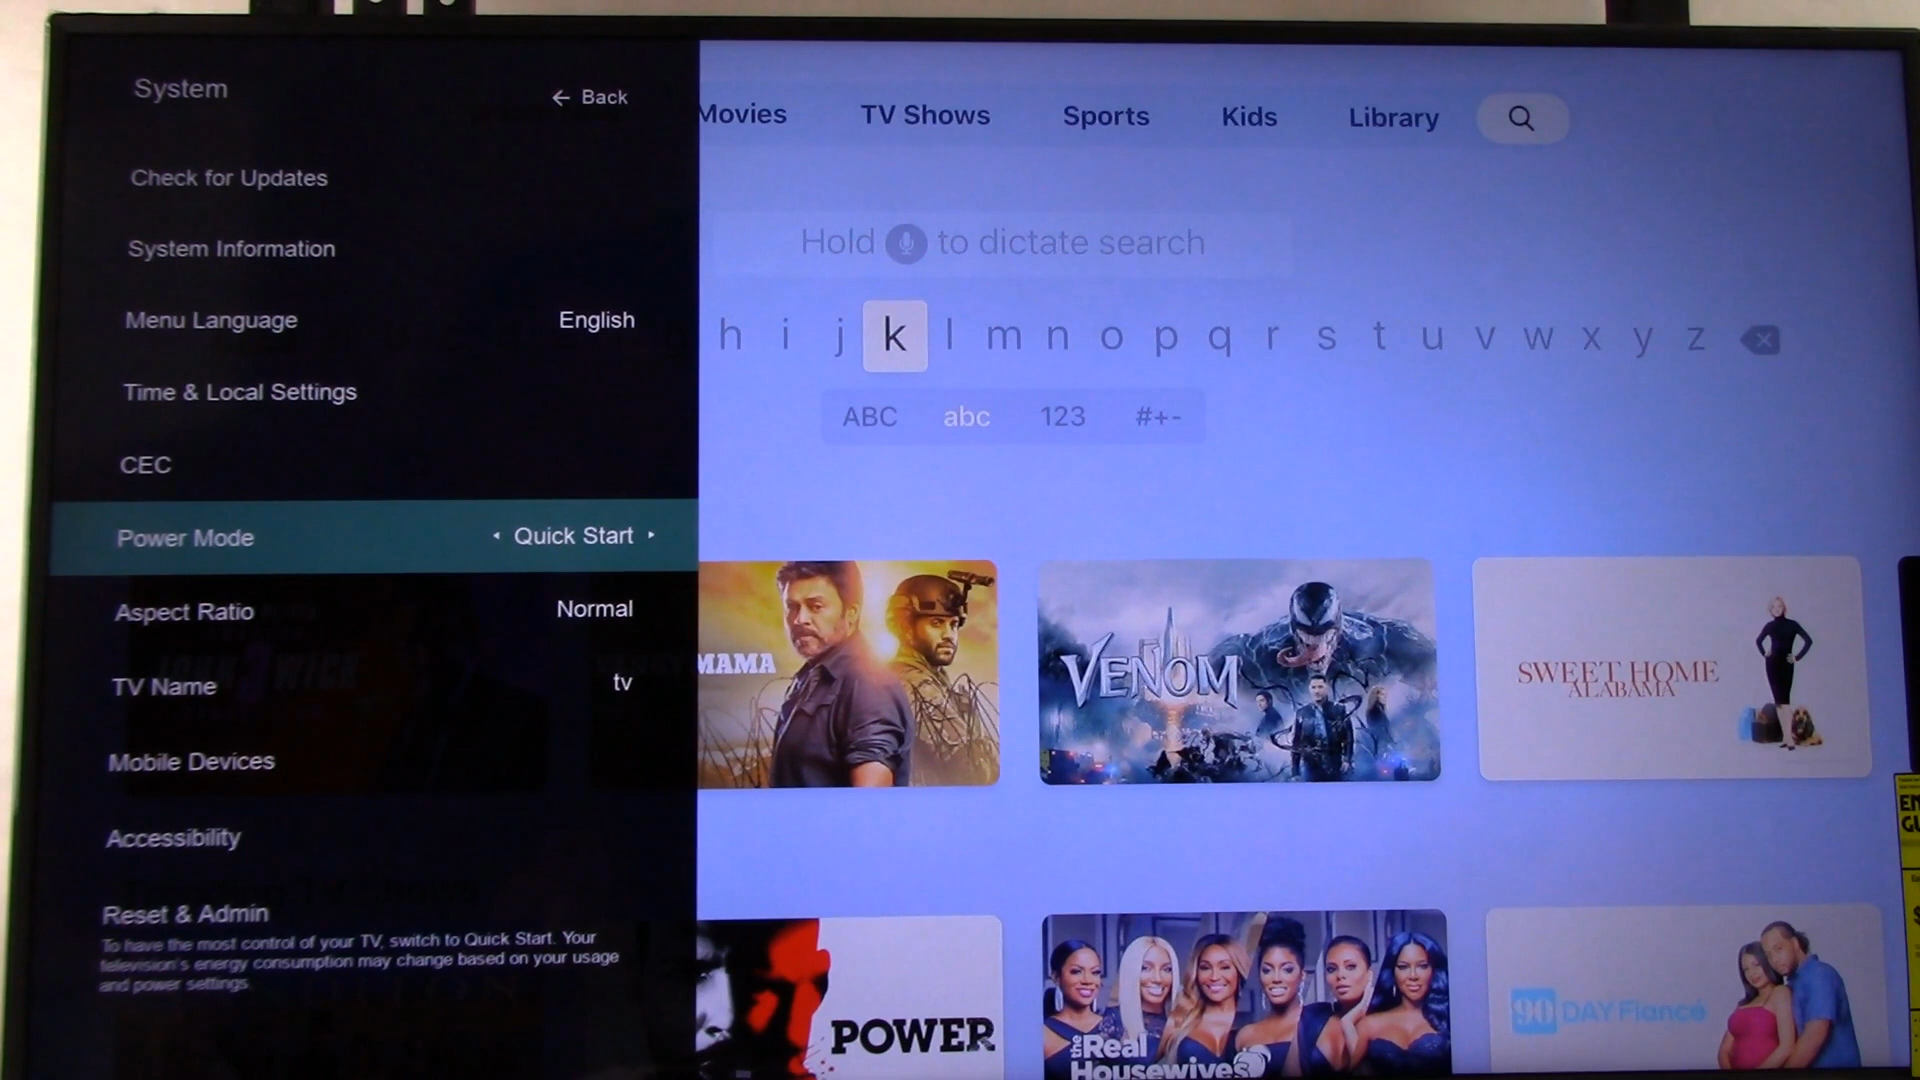 System
← Back
Check for Updates
System Information
Menu Language English
Time & Local Settings
CEC
Power Mode Quick Start
Aspect Ratio Normal
TV Name tv
Mobile Devices
Accessibility
Reset & Admin
To have the most control of your TV, switch to Quick Start. Your
television's energy consumption may change based on your usage
and power settings.
Movies TV Shows Sports Kids Library
Hold to dictate search
h i j k l m n o p q r s t u v w x y z
ABC abc 123 #+-
MAMA
VENOM
SWEET HOME
ALABAMA
POWER
the Real
Housewives
90 DAY Fiancé